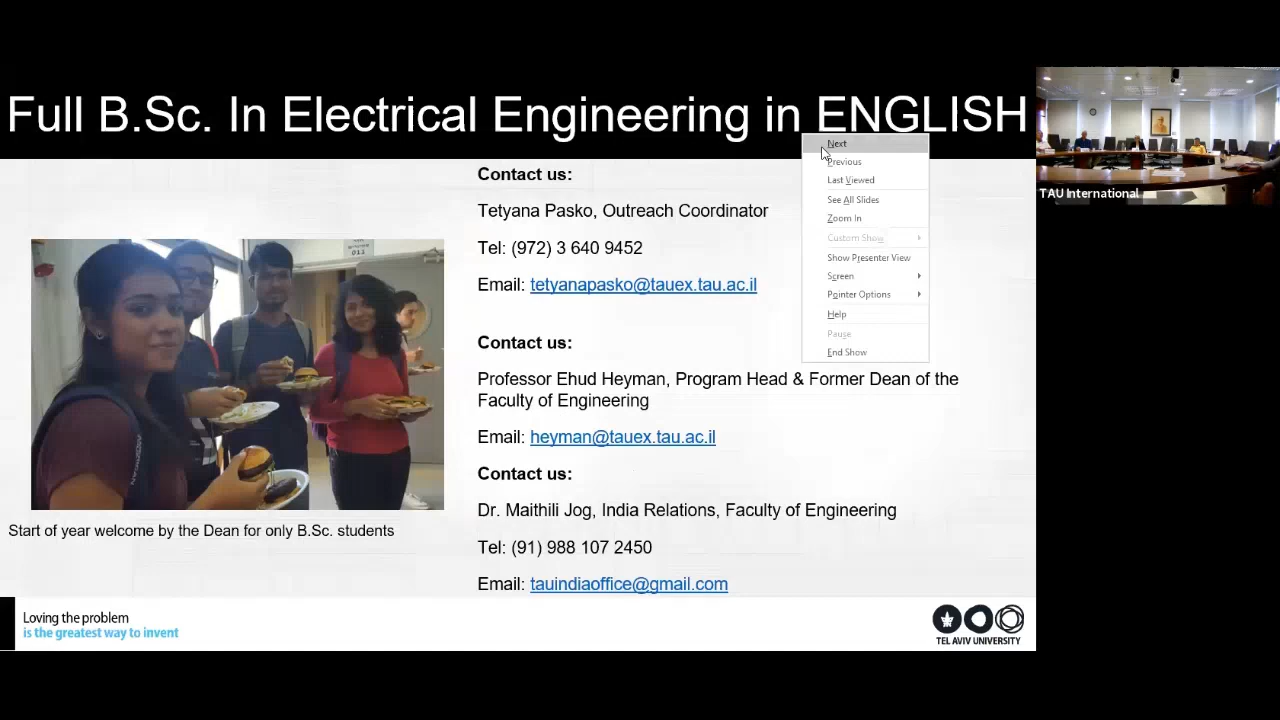 Full B.Sc. In Electrical Engineering in ENGLISH
Contact us:
Tetyana Pasko, Outreach Coordinator
Tel: (972) 3 640 9452
Email: tetyanapasko@tauex.tau.ac.il
Contact us:
Professor Ehud Heyman, Program Head & Former Dean of the
Faculty of Engineering
Email: heyman@tauex.tau.ac.il
Contact us:
Dr. Maithili Jog, India Relations, Faculty of Engineering
Tel: (91) 988 107 2450
Email: tauindiaoffice@gmail.com
Next
Previous
Last Viewed
See All Slides
Zoom In
Custom Show
Show Presenter View
Screen
Pointer Options
Help
Pause
End Show
011
Start of year welcome by the Dean for only B.Sc. students
Loving the problem
is the greatest way to invent
TEL AVIV UNIVERSITY
TAU International